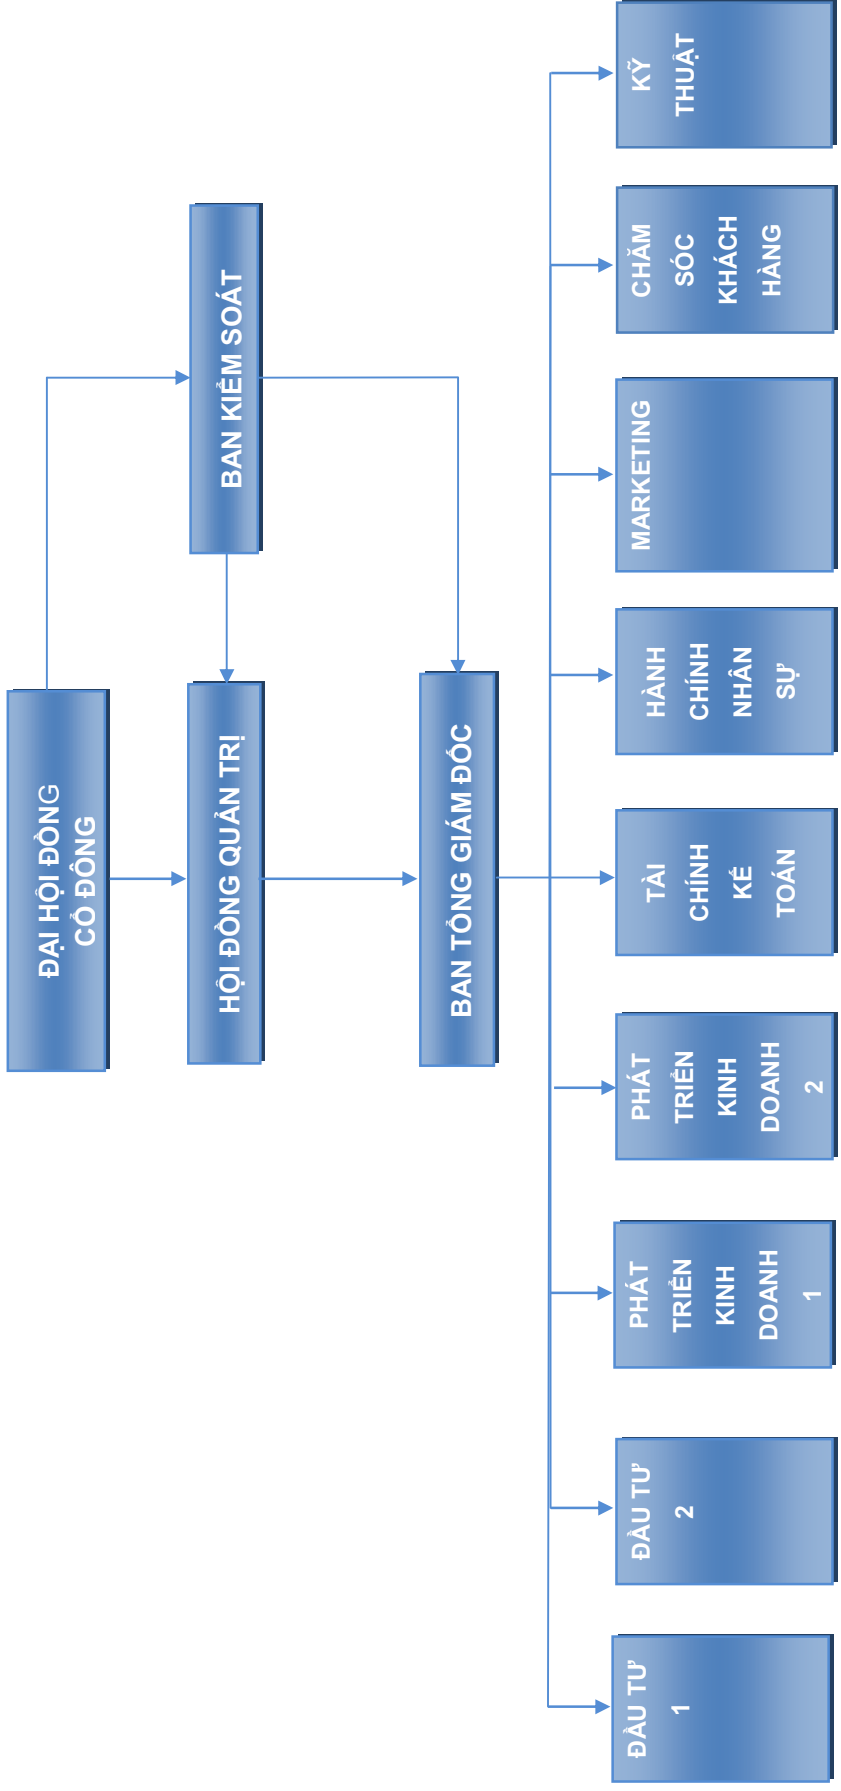 ĐẠI HỘI ĐỒNG
CỔ ĐÔNG
BAN KIỂM SOÁT
HỘI ĐỒNG QUẢN TRỊ
BAN TỔNG GIÁM ĐỐC
ĐẦU TƯ
1
ĐẦU TƯ
2
PHÁT
TRIỂN
KINH
DOANH
1
PHÁT
TRIỂN
KINH
DOANH
2
TÀI
CHÍNH
KẾ
TOÁN
HÀNH
CHÍNH
NHÂN
SỰ
MARKETING
CHĂM
SÓC
KHÁCH
HÀNG
KỸ
THUẬT